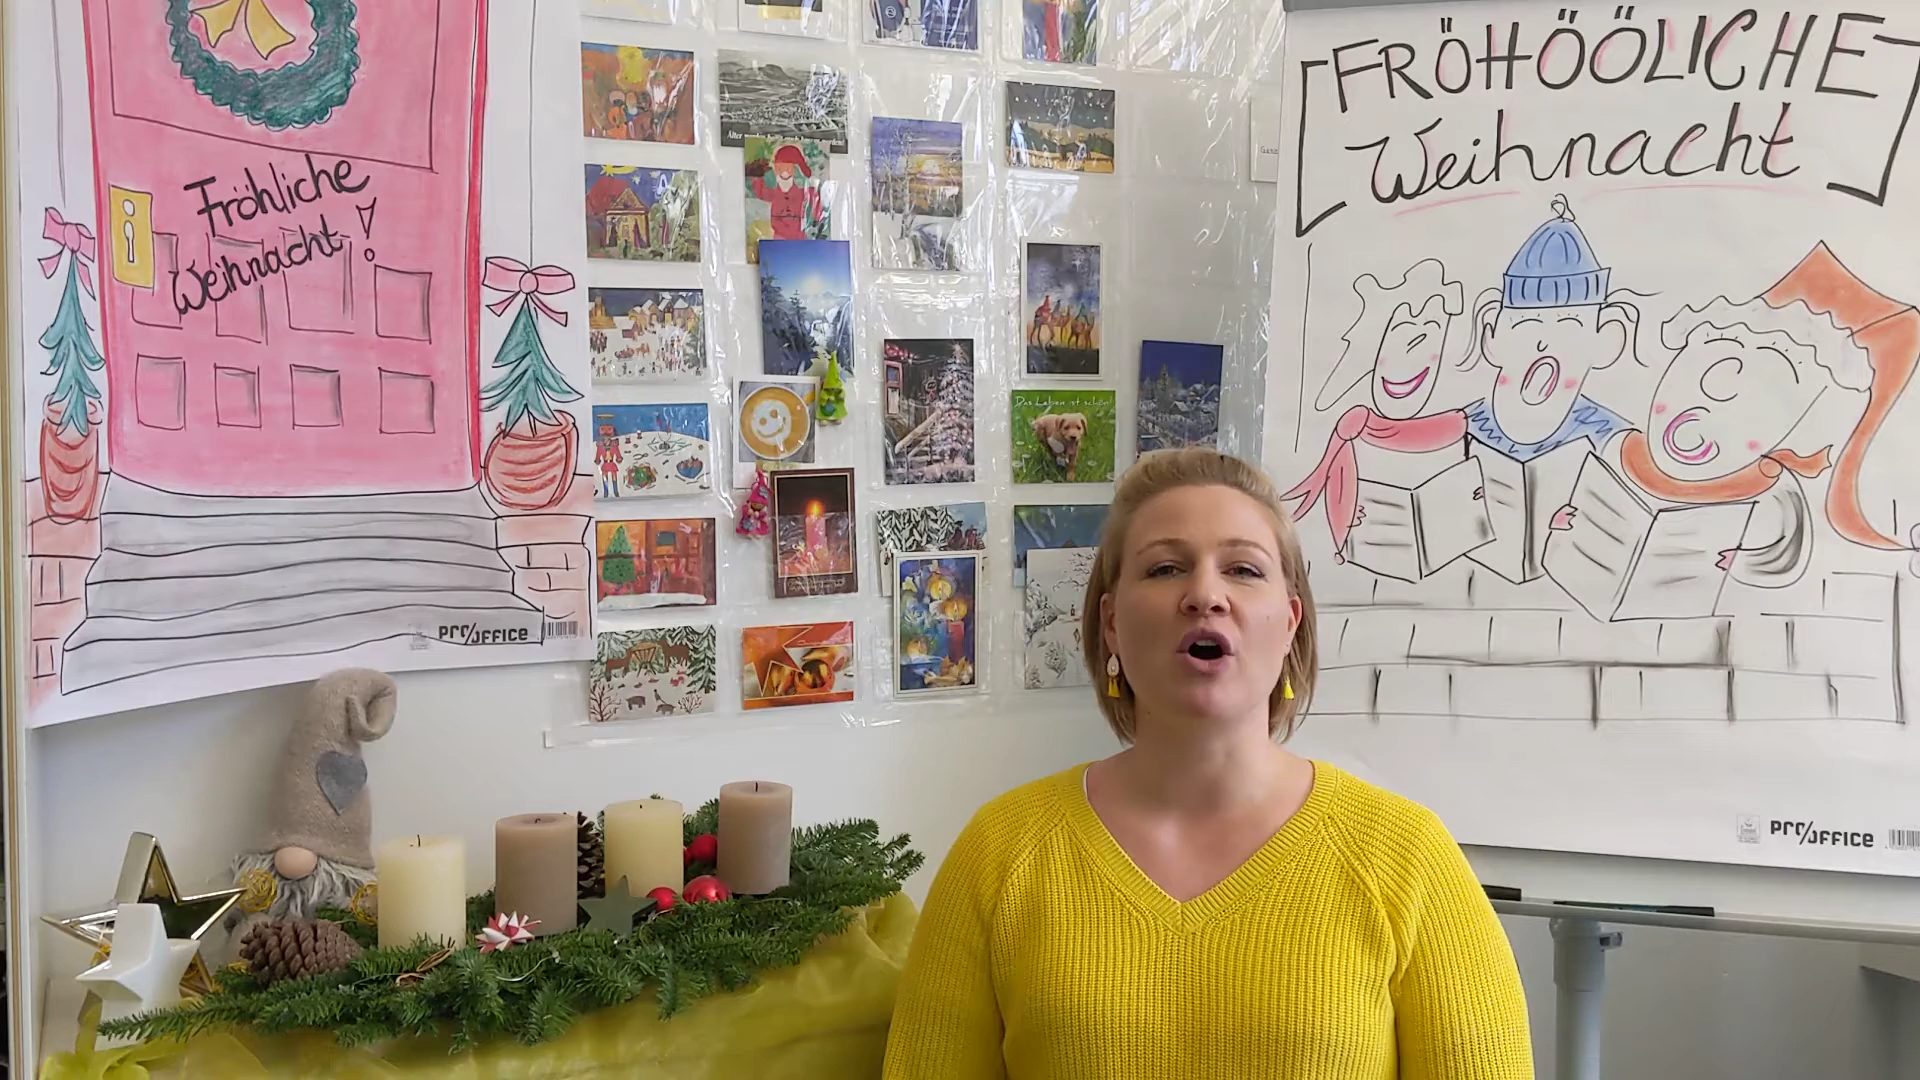 Fröhliche
Weihnacht!
PRO/OFFICE
Das Leben ist schön!
FRÖHÖÖLICHE
Weihnacht
PRO/OFFICE